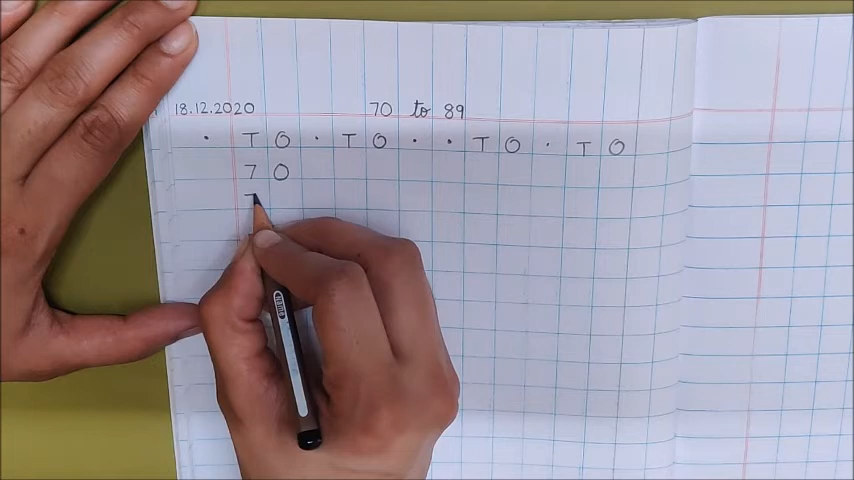 18.12.2020 70 to 89
. T O . T O . . T O . T O
7 0